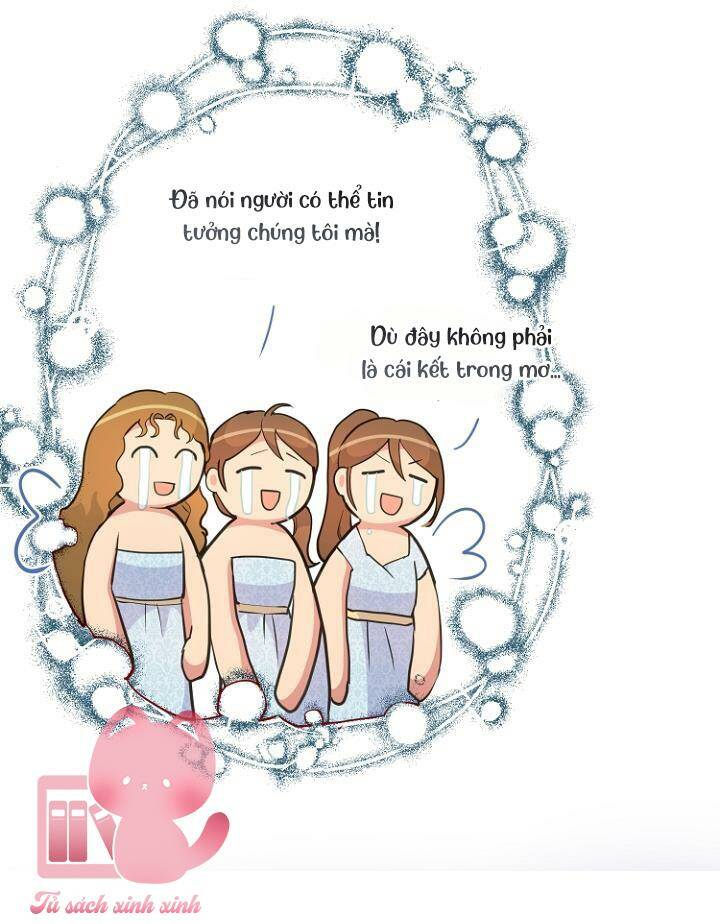 Đã nói người có thể tin
tưởng chúng tôi mà!
Dù đây không phải
là cái kết trong mơ...
Tủ sách xinh xinh